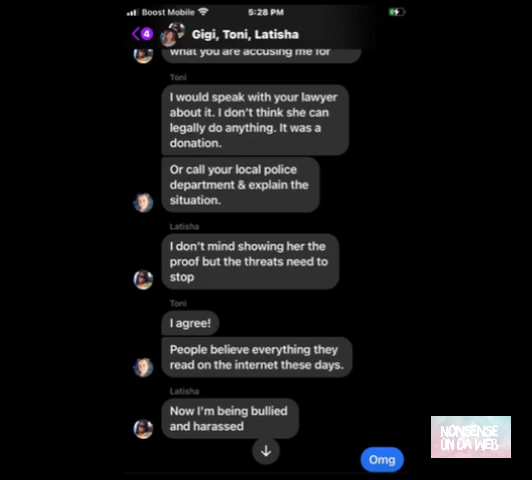 Boost Mobile
5:28 PM
4
Gigi, Toni, Latisha
what you are accusing me for
Toni
I would speak with your lawyer
about it. I don't think she can
legally do anything. It was a
donation.
Or call your local police
department & explain the
situation.
Latisha
I don't mind showing her the
proof but the threats need to
stop
Toni
I agree!
People believe everything they
read on the internet these days.
Latisha
Now I'm being bullied
and harassed
Omg
NONSENSE
ON DA WEB